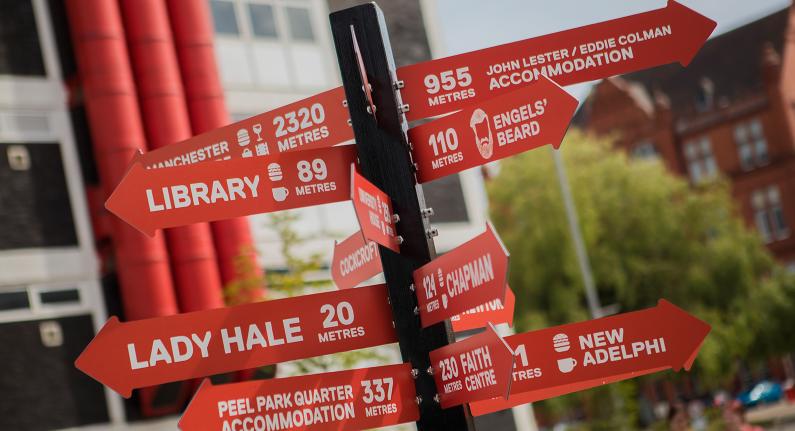 955
METRES
JOHN LESTER / EDDIE COLMAN
ACCOMMODATION
MANCHESTER
2320
METRES
110
METRES
ENGELS'
BEARD
LIBRARY
89
METRES
COCKCROFT
124
METRES
CHAPMAN
LADY HALE
20
METRES
NEW
ADELPHI
230
METRES
FAITH
CENTRE
PEEL PARK QUARTER
ACCOMMODATION
337
METRES